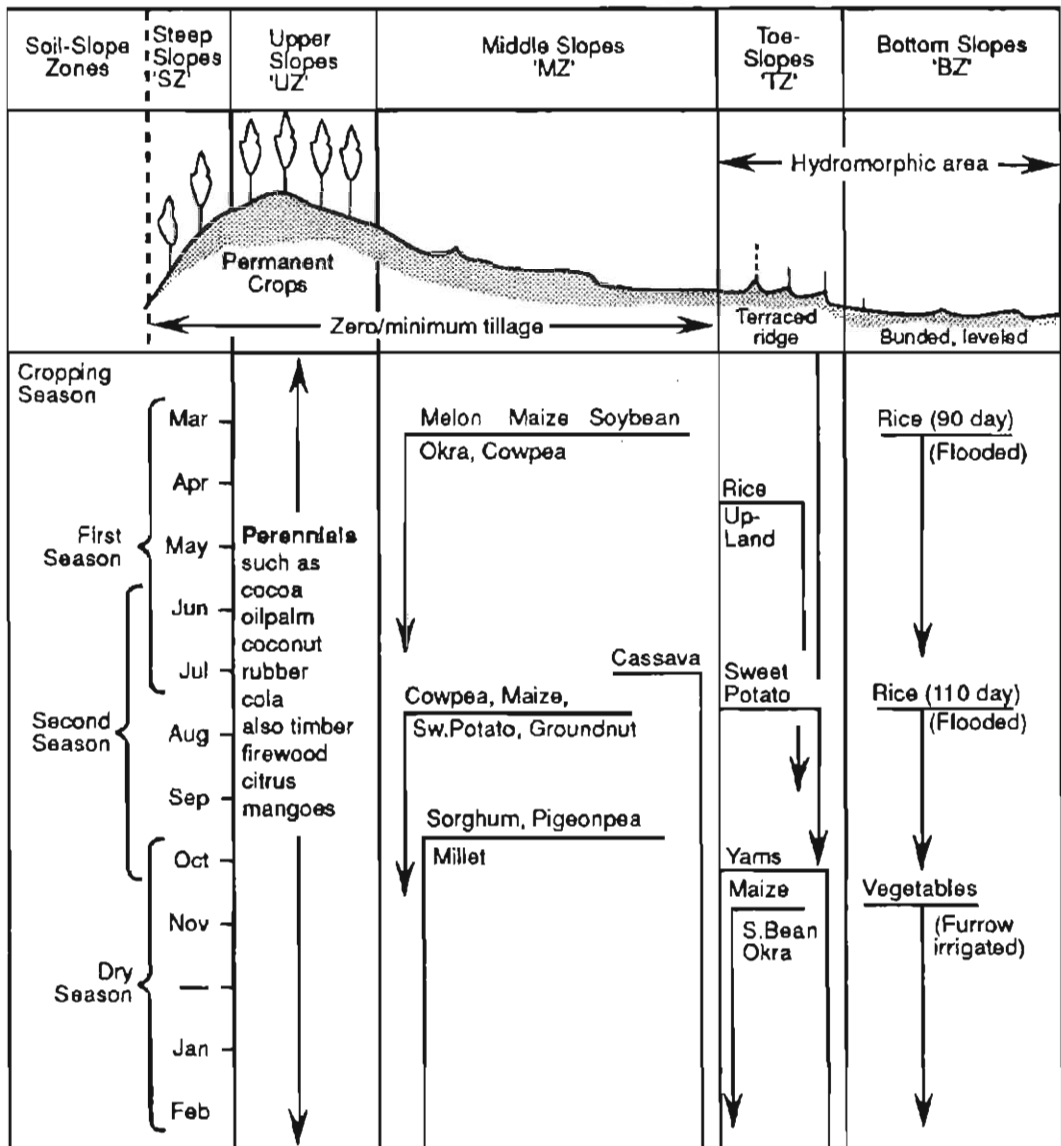 Soil-Slope
Zones
Steep
Slopes
'SZ'
Upper
Slopes
'UZ'
Middle Slopes
'MZ'
Toe-
Slopes
'TZ'
Bottom Slopes
'BZ'
Hydromorphic area
Permanent
Crops
Zero/minimum tillage
Terraced
ridge
Bunded, leveled
Cropping
Season
First
Season
Second
Season
Dry
Season
Mar
Apr
May
Jun
Jul
Aug
Sep
Oct
Nov
—
Jan
Feb
Perennials
such as
cocoa
oilpalm
coconut
rubber
cola
also timber
firewood
citrus
mangoes
Melon Maize Soybean
Okra, Cowpea
Cassava
Cowpea, Maize,
Sw.Potato, Groundnut
Sorghum, Pigeonpea
Millet
Rice
Up-
Land
Sweet
Potato
Yams
Maize
S.Bean
Okra
Rice (90 day)
(Flooded)
Rice (110 day)
(Flooded)
Vegetables
(Furrow
irrigated)